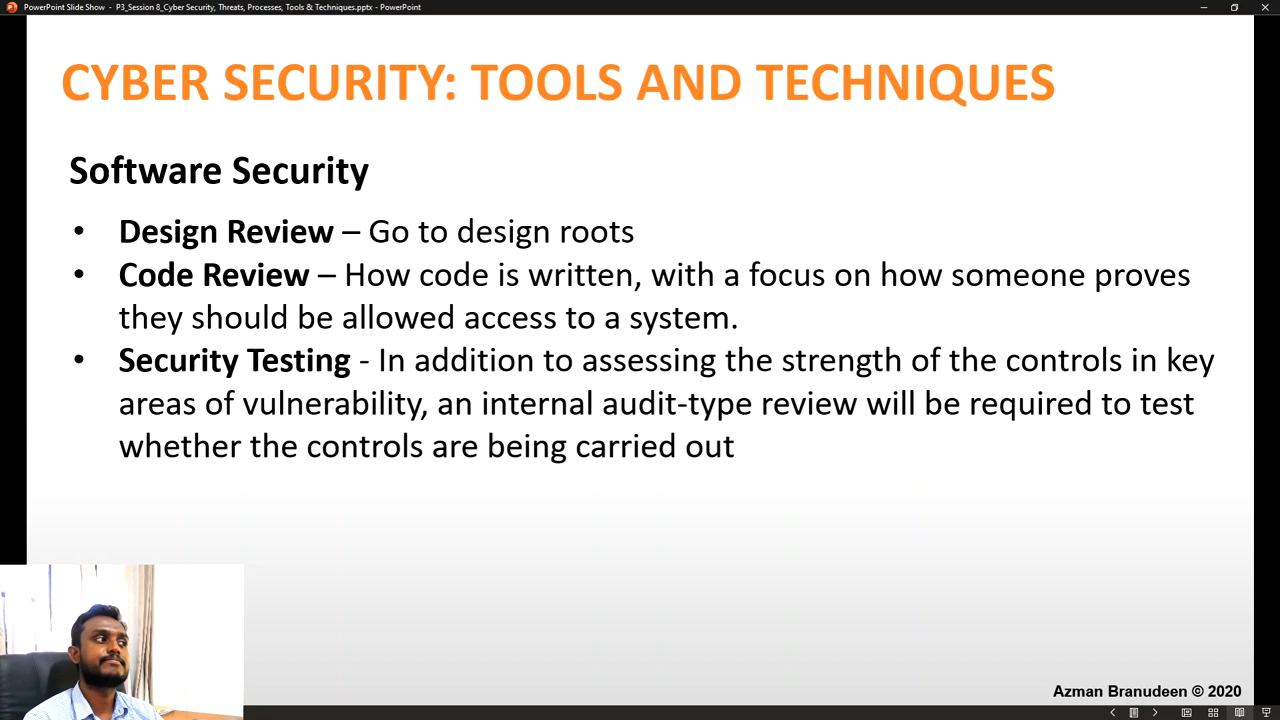 PowerPoint Slide Show - P3_Session 8_Cyber Security, Threats, Processes, Tools & Techniques.pptx - PowerPoint
CYBER SECURITY: TOOLS AND TECHNIQUES
Software Security
• Design Review – Go to design roots
• Code Review – How code is written, with a focus on how someone proves
they should be allowed access to a system.
• Security Testing - In addition to assessing the strength of the controls in key
areas of vulnerability, an internal audit-type review will be required to test
whether the controls are being carried out
Azman Branudeen © 2020